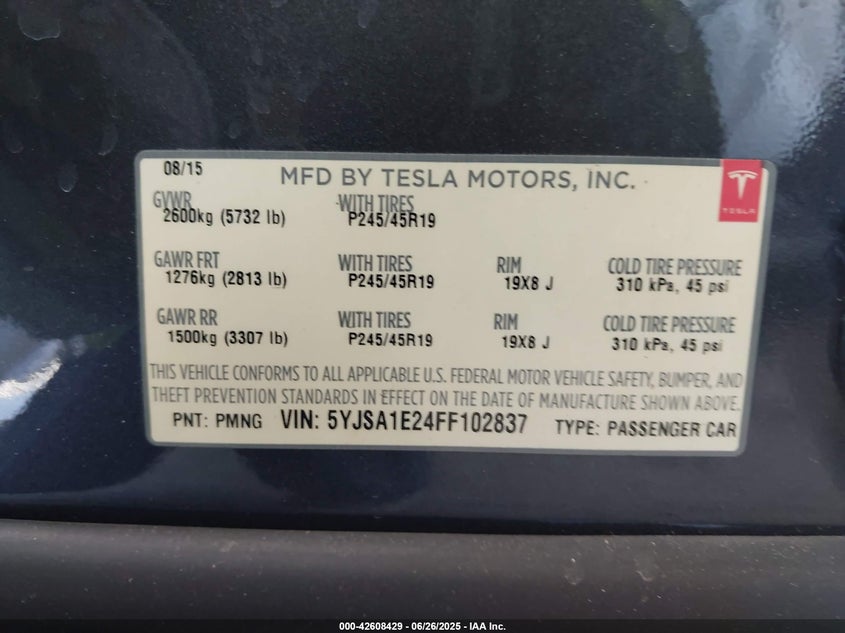 08/15
MFD BY TESLA MOTORS, INC.
TESLA
GVWR WITH TIRES
2600kg (5732 lb) P245/45R19
GAWR FRT WITH TIRES RIM COLD TIRE PRESSURE
1276kg (2813 lb) P245/45R19 19X8 J 310 kPa, 45 psi
GAWR RR WITH TIRES RIM COLD TIRE PRESSURE
1500kg (3307 lb) P245/45R19 19X8 J 310 kPa, 45 psi
THIS VEHICLE CONFORMS TO ALL APPLICABLE U.S. FEDERAL MOTOR VEHICLE SAFETY, BUMPER, AND
THEFT PREVENTION STANDARDS IN EFFECT ON THE DATE OF MANUFACTURE SHOWN ABOVE.
PNT: PMNG VIN: 5YJSA1E24FF102837 TYPE: PASSENGER CAR
000-42608429 - 06/26/2025 - IAA Inc.